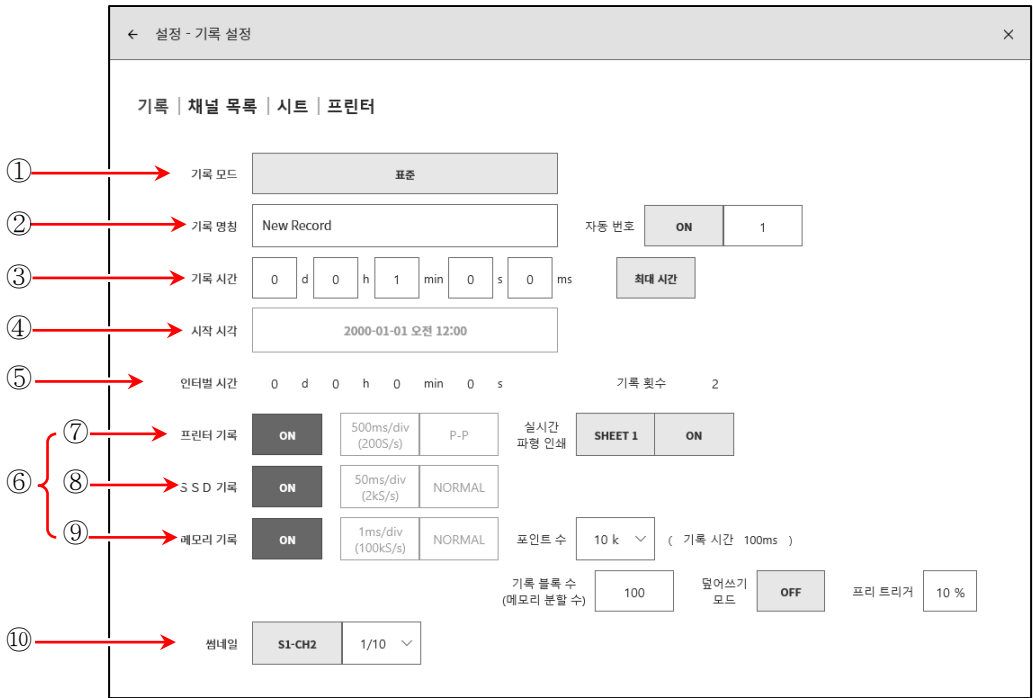 ← 설정 - 기록 설정 ×
기록 | 채널 목록 | 시트 | 프린터
① 기록 모드 표준
② 기록 명칭 New Record 자동 번호 ON 1
③ 기록 시간 0 d 0 h 1 min 0 s 0 ms 최대 시간
④ 시작 시각 2000-01-01 오전 12:00
⑤ 인터벌 시간 0 d 0 h 0 min 0 s 기록 횟수 2
⑥
⑦ 프린터 기록 ON 500ms/div (200S/s) P-P 실시간 파형 인쇄 SHEET 1 ON
⑧ S S D 기록 ON 50ms/div (2kS/s) NORMAL
⑨ 메모리 기록 ON 1ms/div (100kS/s) NORMAL 포인트 수 10 k ( 기록 시간 100ms )
기록 블록 수 (메모리 분할 수) 100 덮어쓰기 모드 OFF 프리 트리거 10 %
⑩ 썸네일 S1-CH2 1/10